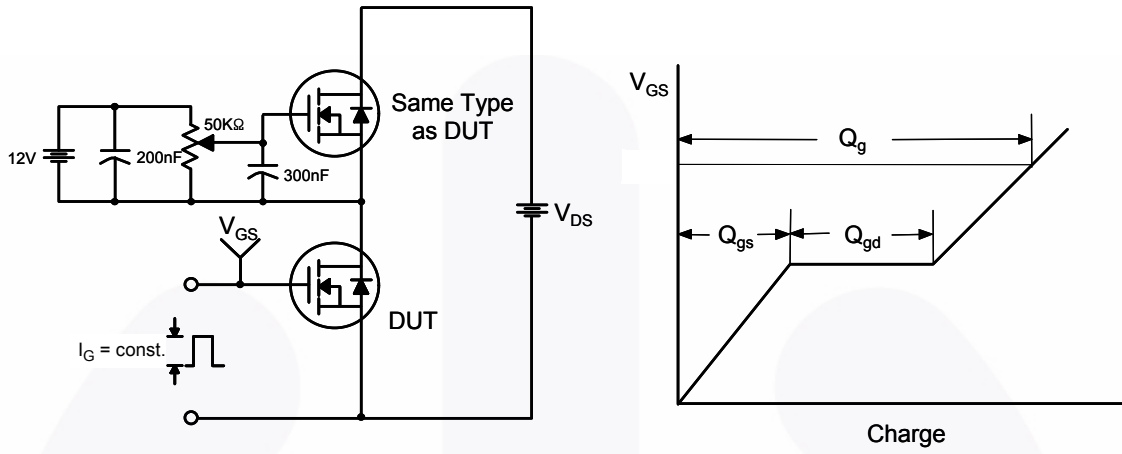 12V
200nF
50KΩ
300nF
Same Type
as DUT
V_DS
V_GS
DUT
I_G = const.
V_GS
Q_g
Q_gs
Q_gd
Charge